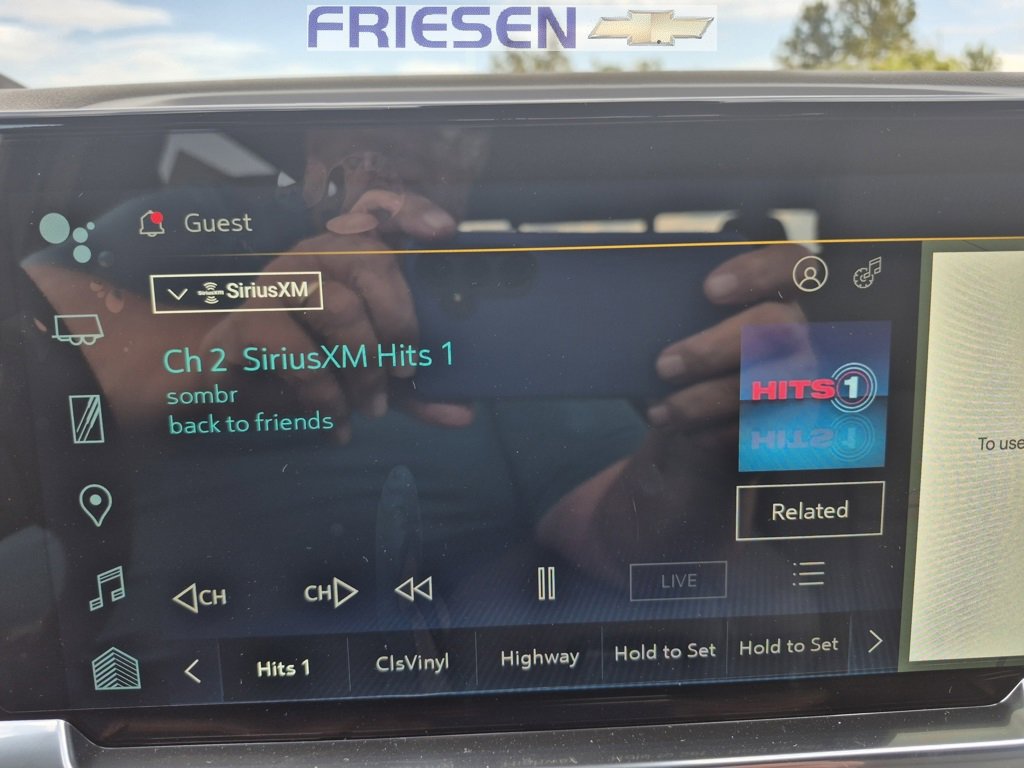 FRIESEN
Guest
SiriusXM SiriusXM
Ch 2 SiriusXM Hits 1
sombr
back to friends
HITS 1
To use
Related
CH
CH
LIVE
Hits 1
ClsVinyl
Highway
Hold to Set
Hold to Set